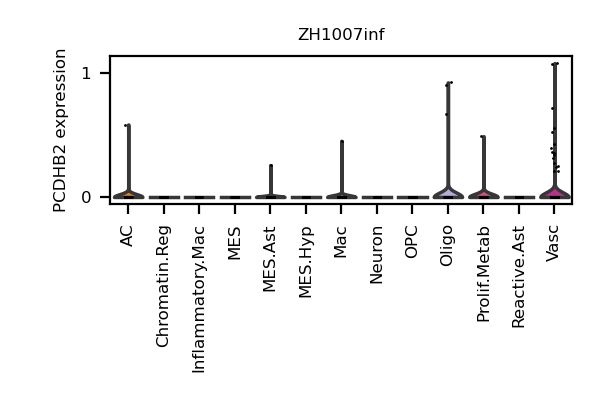 ZH1007inf
PCDHB2 expression
1
0
AC
Chromatin.Reg
Inflammatory.Mac
MES
MES.Ast
MES.Hyp
Mac
Neuron
OPC
Oligo
Prolif.Metab
Reactive.Ast
Vasc